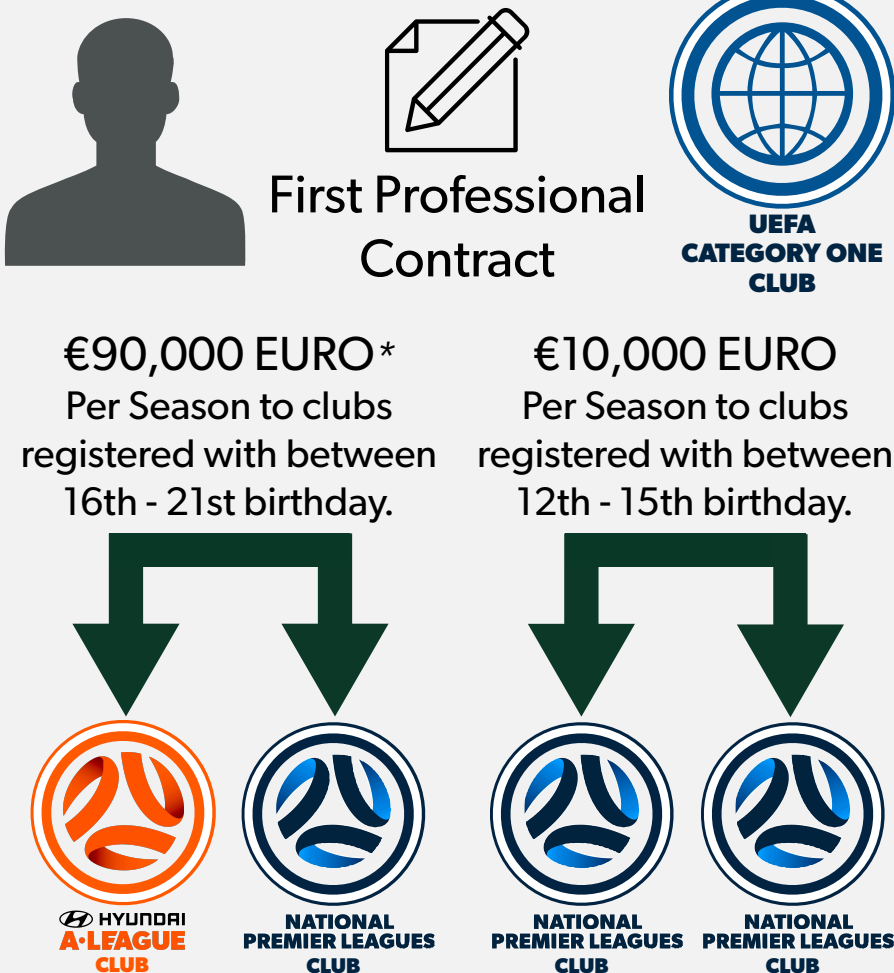 First Professional
Contract
UEFA
CATEGORY ONE
CLUB
€90,000 EURO*
Per Season to clubs
registered with between
16th - 21st birthday.
€10,000 EURO
Per Season to clubs
registered with between
12th - 15th birthday.
HYUNDAI
A-LEAGUE
CLUB
NATIONAL
PREMIER LEAGUES
CLUB
NATIONAL
PREMIER LEAGUES
CLUB
NATIONAL
PREMIER LEAGUES
CLUB